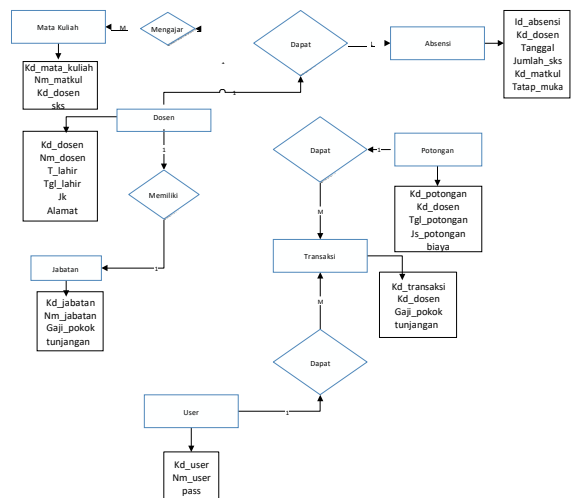 Mata Kuliah
M
Mengajar
Dapat
L
Absensi
Id_absensi
Kd_dosen
Tanggal
Jumlah_sks
Kd_matkul
Tatap_muka
Kd_mata_kuliah
Nm_matkul
Kd_dosen
sks
1
Dosen
Kd_dosen
Nm_dosen
T_lahir
Tgl_lahir
Jk
Alamat
1
Memiliki
Dapat
1
Potongan
Kd_potongan
Kd_dosen
Tgl_potongan
Js_potongan
biaya
M
Transaksi
Kd_transaksi
Kd_dosen
Gaji_pokok
tunjangan
1
Jabatan
Kd_jabatan
Nm_jabatan
Gaji_pokok
tunjangan
M
Dapat
User
1
Kd_user
Nm_user
pass